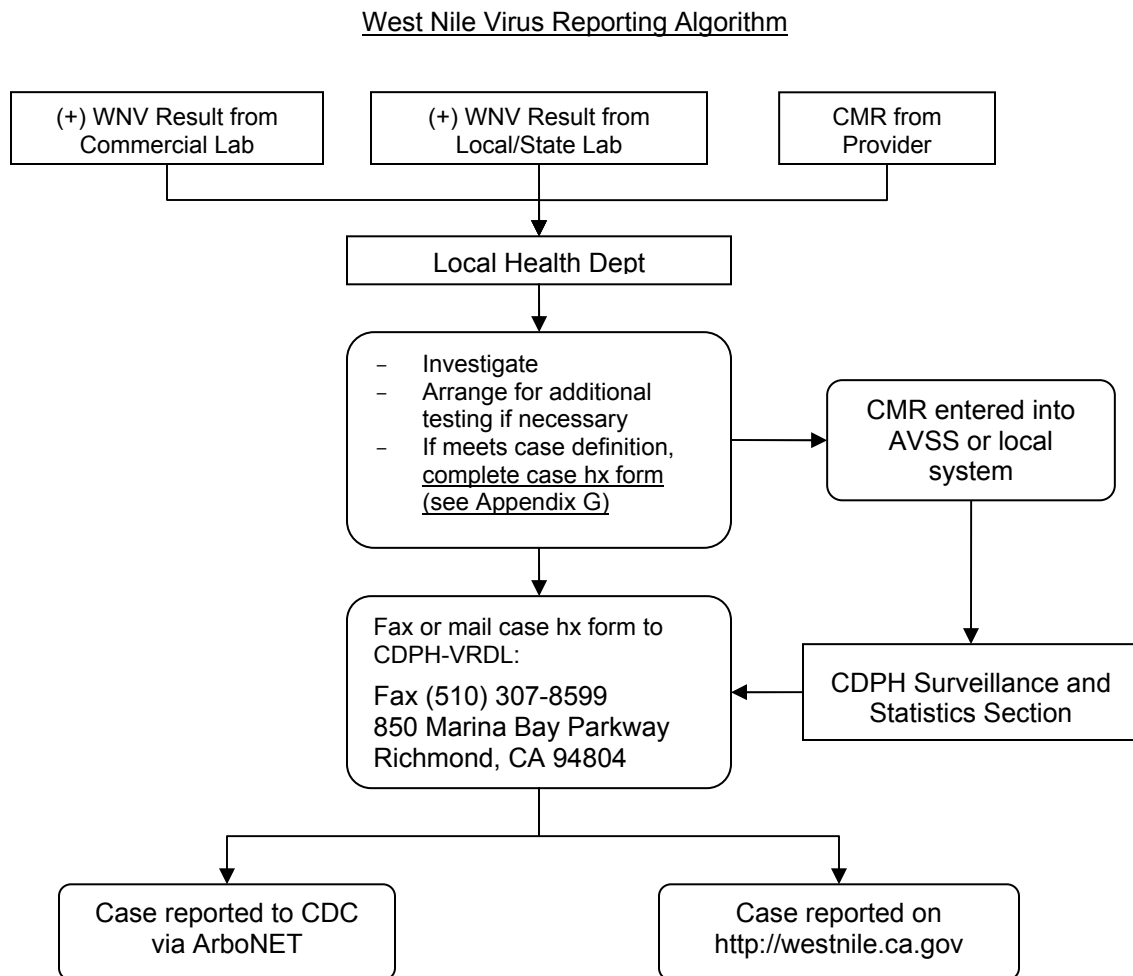 West Nile Virus Reporting Algorithm
(+) WNV Result from
Commercial Lab
(+) WNV Result from
Local/State Lab
CMR from
Provider
Local Health Dept
- Investigate
- Arrange for additional
testing if necessary
- If meets case definition,
complete case hx form
(see Appendix G)
CMR entered into
AVSS or local
system
Fax or mail case hx form to
CDPH-VRDL:
Fax (510) 307-8599
850 Marina Bay Parkway
Richmond, CA 94804
CDPH Surveillance and
Statistics Section
Case reported to CDC
via ArboNET
Case reported on
http://westnile.ca.gov